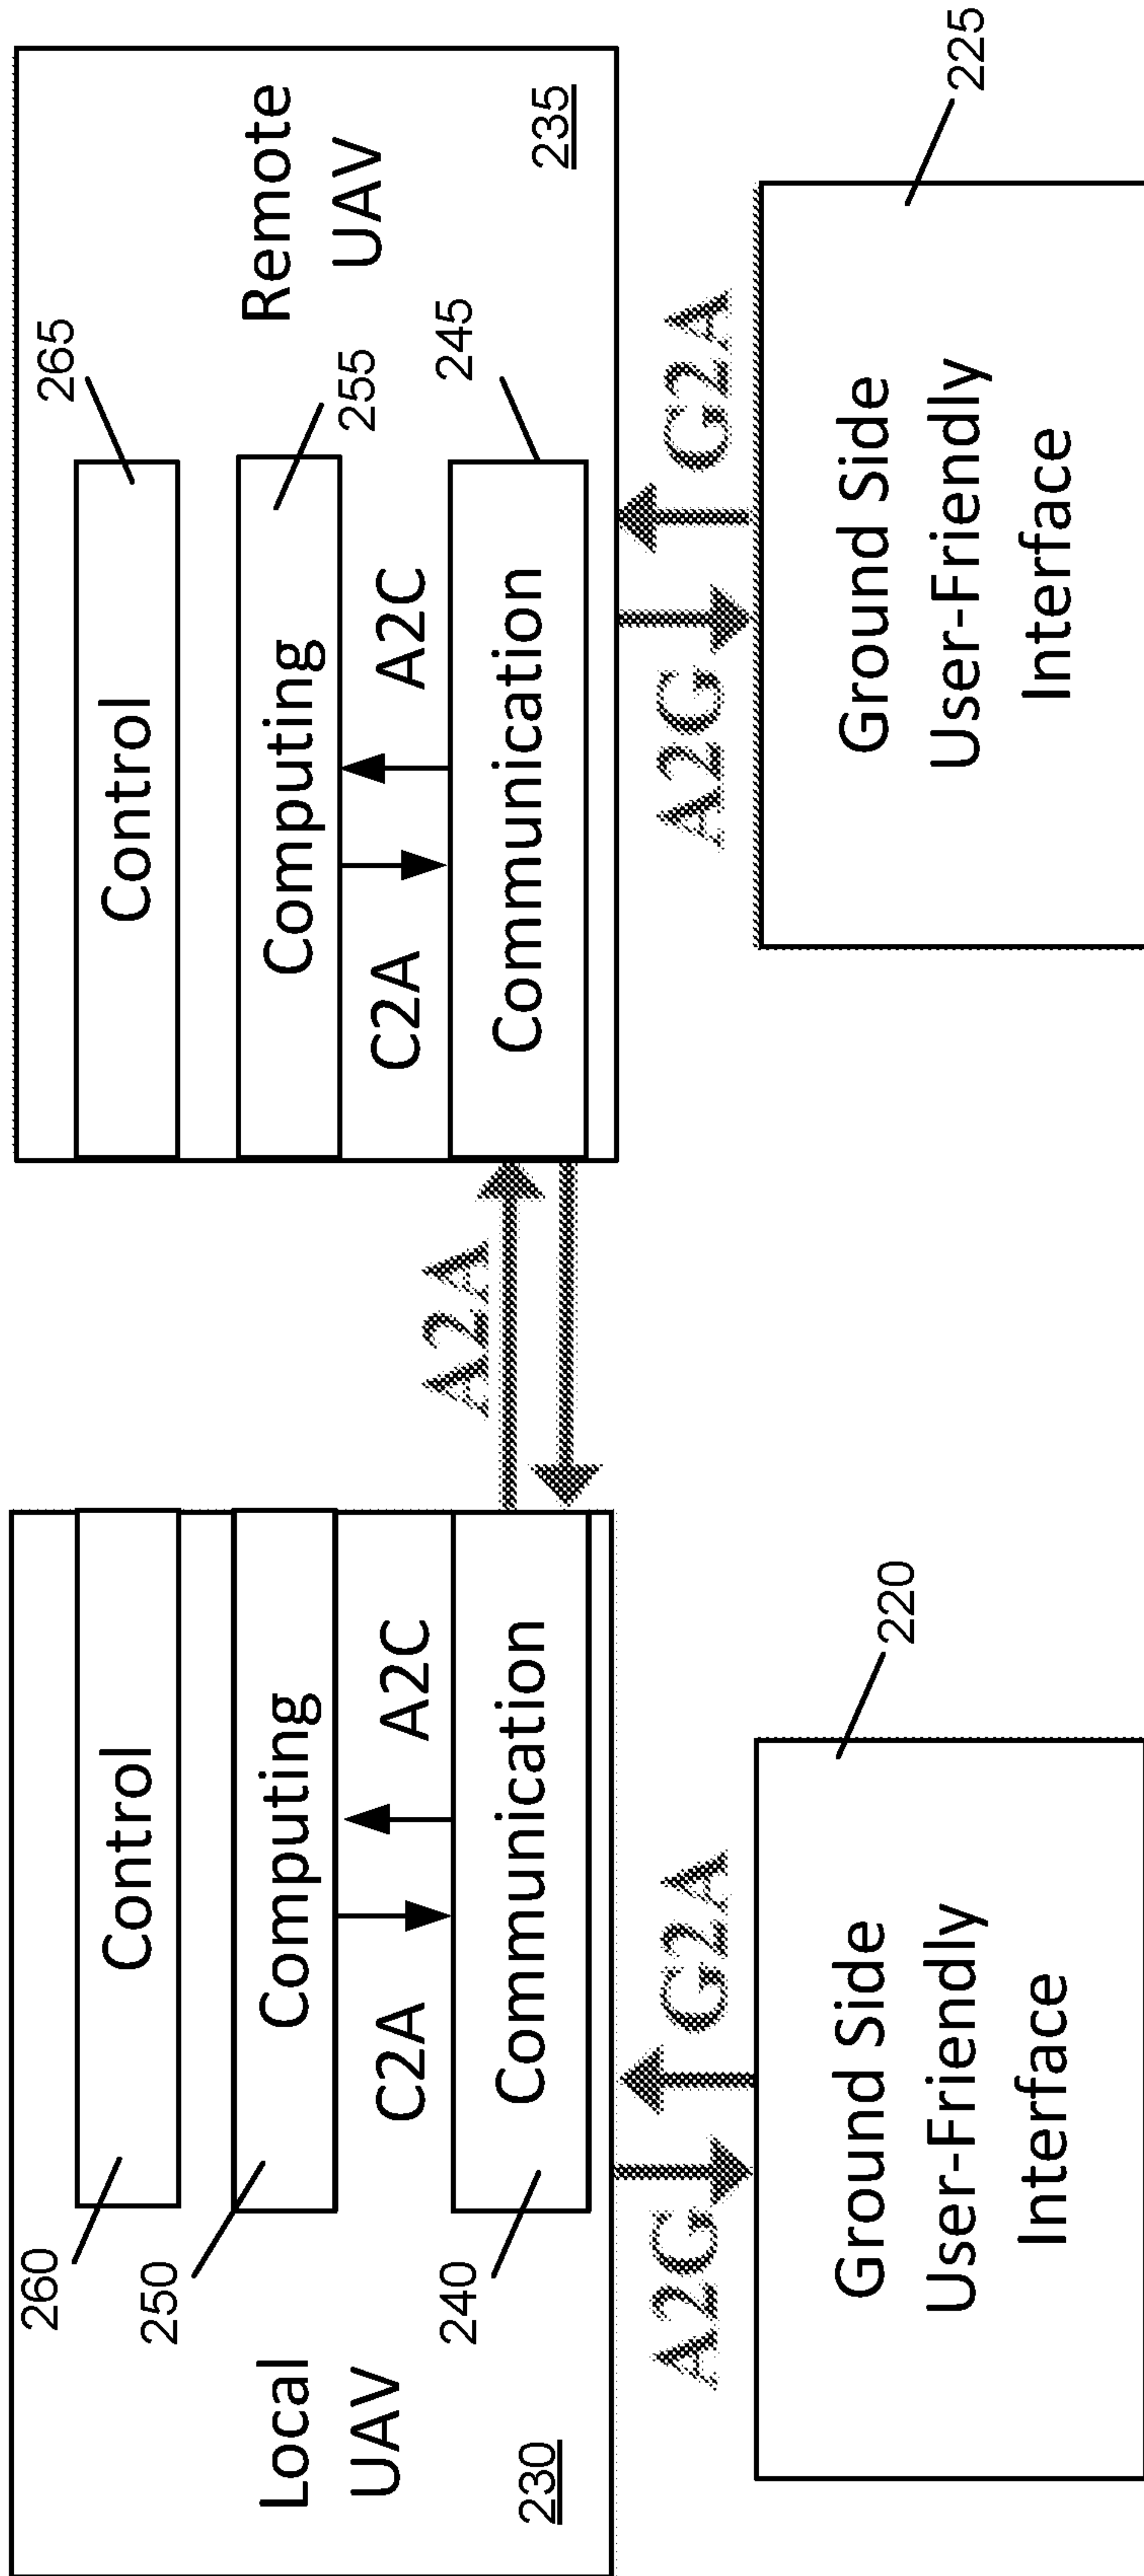 Local
UAV
230
260
250
240
Control
Computing
C2A
A2C
Communication
A2G
G2A
220
Ground Side
User-Friendly
Interface
A2A
Remote
UAV
235
265
255
245
Control
Computing
C2A
A2C
Communication
A2G
G2A
225
Ground Side
User-Friendly
Interface